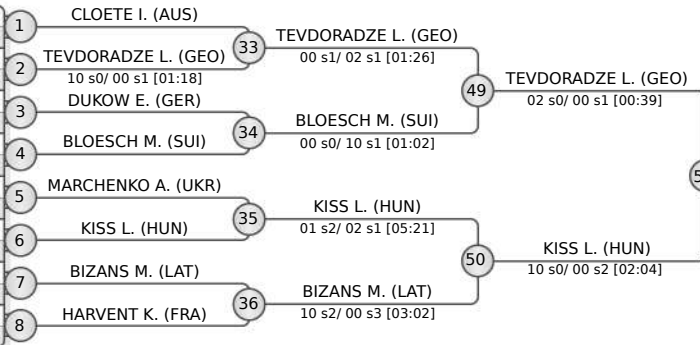 1
CLOETE I. (AUS)
2
TEVDORADZE L. (GEO)
10 s0/ 00 s1 [01:18]
3
DUKOW E. (GER)
4
BLOESCH M. (SUI)
5
MARCHENKO A. (UKR)
6
KISS L. (HUN)
7
BIZANS M. (LAT)
8
HARVENT K. (FRA)
33
TEVDORADZE L. (GEO)
00 s1/ 02 s1 [01:26]
34
BLOESCH M. (SUI)
00 s0/ 10 s1 [01:02]
35
KISS L. (HUN)
01 s2/ 02 s1 [05:21]
36
BIZANS M. (LAT)
10 s2/ 00 s3 [03:02]
49
TEVDORADZE L. (GEO)
02 s0/ 00 s1 [00:39]
50
KISS L. (HUN)
10 s0/ 00 s2 [02:04]